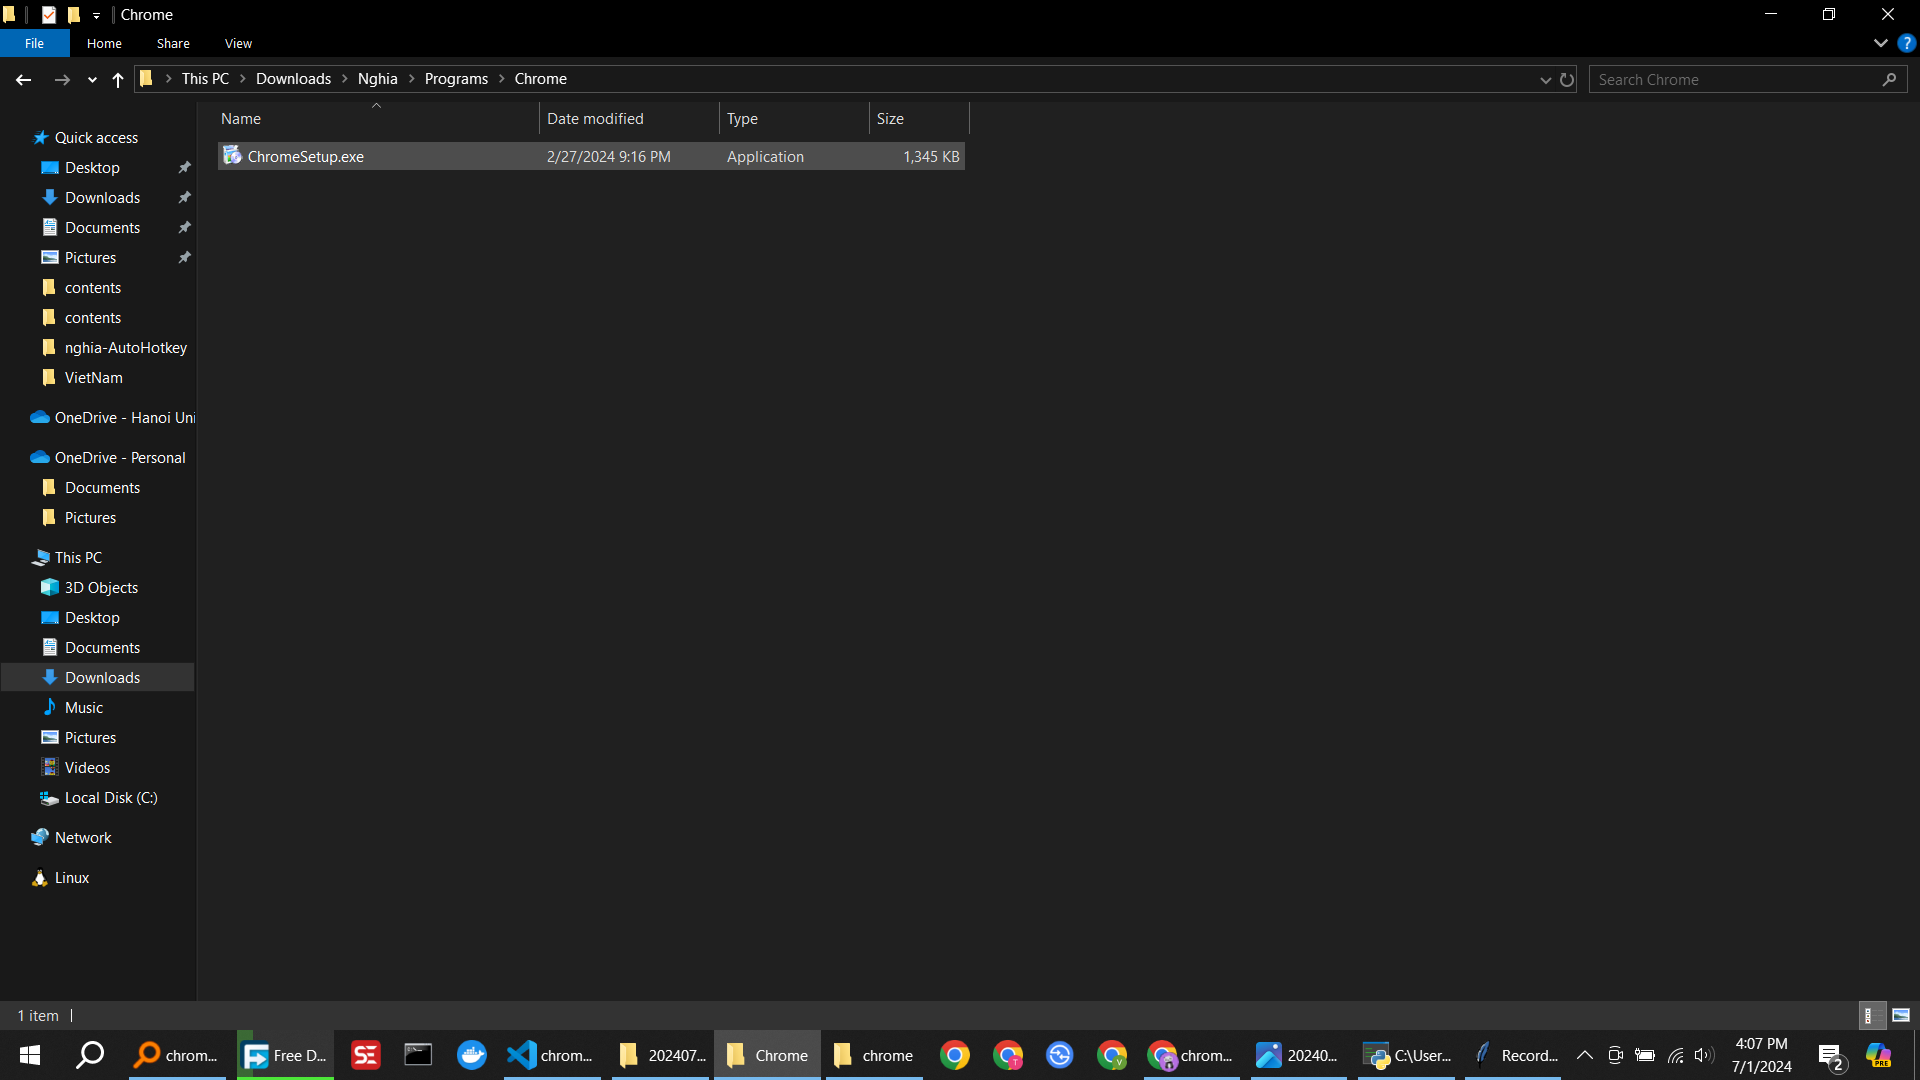 Chrome
File Home Share View
This PC Downloads Nghia Programs Chrome
Search Chrome
Name Date modified Type Size
ChromeSetup.exe 2/27/2024 9:16 PM Application 1,345 KB
Quick access
Desktop
Downloads
Documents
Pictures
contents
contents
nghia-AutoHotkey
VietNam
OneDrive - Hanoi Uni
OneDrive - Personal
Documents
Pictures
This PC
3D Objects
Desktop
Documents
Downloads
Music
Pictures
Videos
Local Disk (C:)
Network
Linux
1 item
chrom... Free D... SE chrom... 202407... Chrome chrome T V chrom... 20240... C:\User... Record... 4:07 PM 2 PRE
7/1/2024